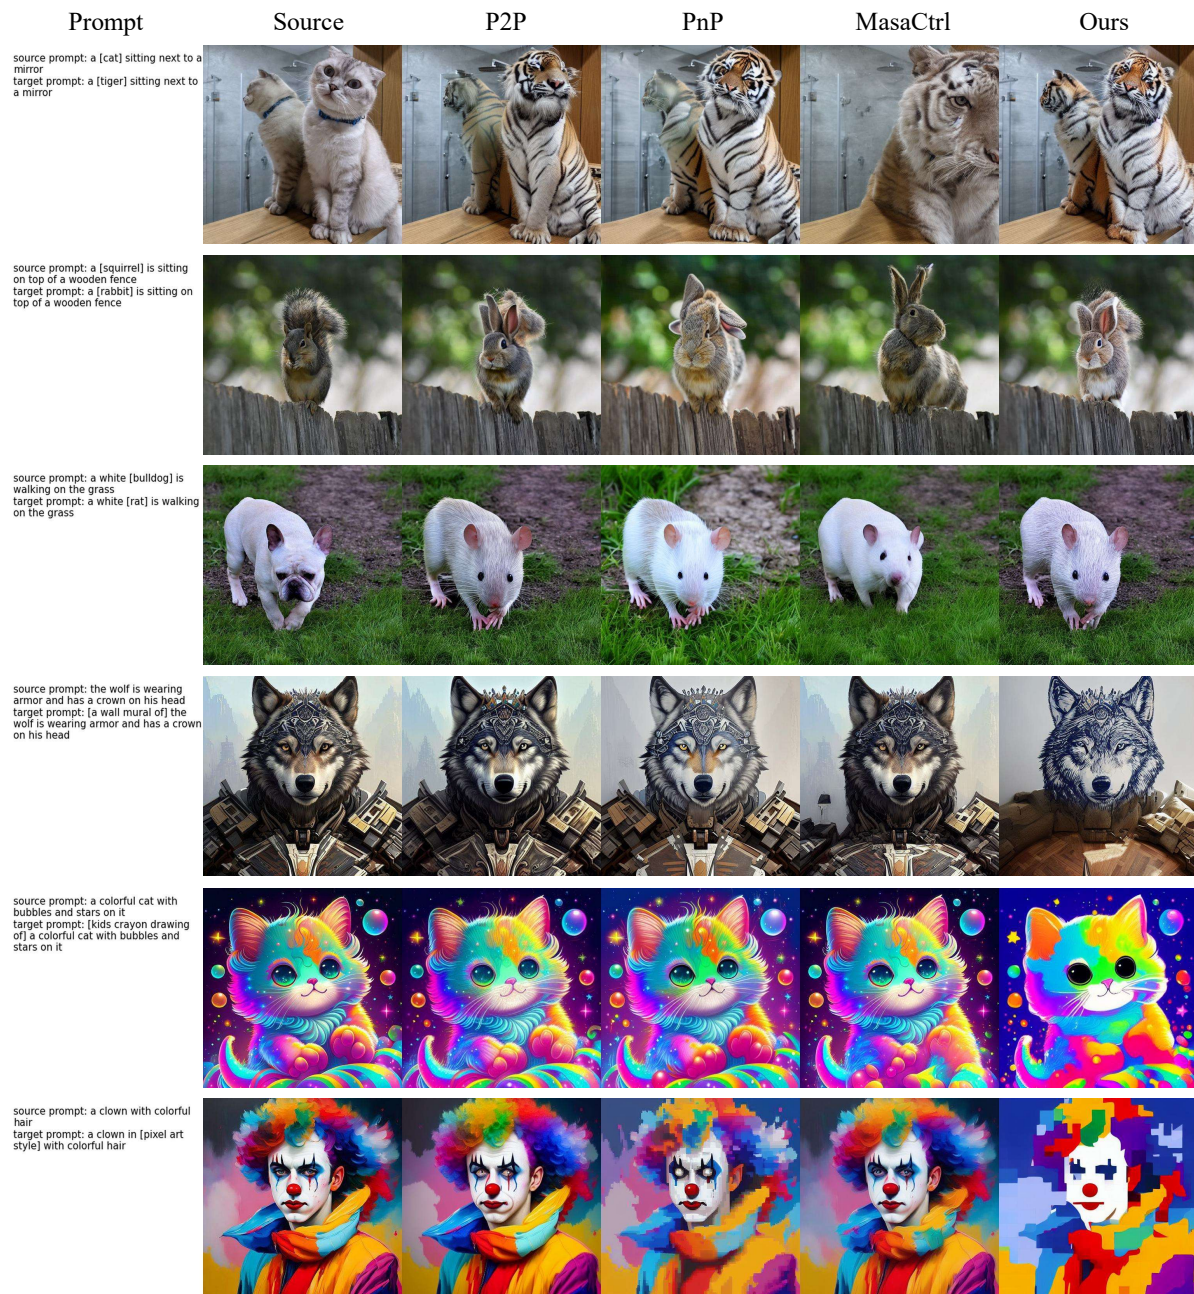 Prompt Source P2P PnP MasaCtrl Ours
source prompt: a [cat] sitting next to a
mirror
target prompt: a [tiger] sitting next to
a mirror
source prompt: a [squirrel] is sitting
on top of a wooden fence
target prompt: a [rabbit] is sitting on
top of a wooden fence
source prompt: a white [bulldog] is
walking on the grass
target prompt: a white [rat] is walking
on the grass
source prompt: the wolf is wearing
armor and has a crown on his head
target prompt: [a wall mural of] the
wolf is wearing armor and has a crown
on his head
source prompt: a colorful cat with
bubbles and stars on it
target prompt: [kids crayon drawing
of] a colorful cat with bubbles and
stars on it
source prompt: a clown with colorful
hair
target prompt: a clown in [pixel art
style] with colorful hair